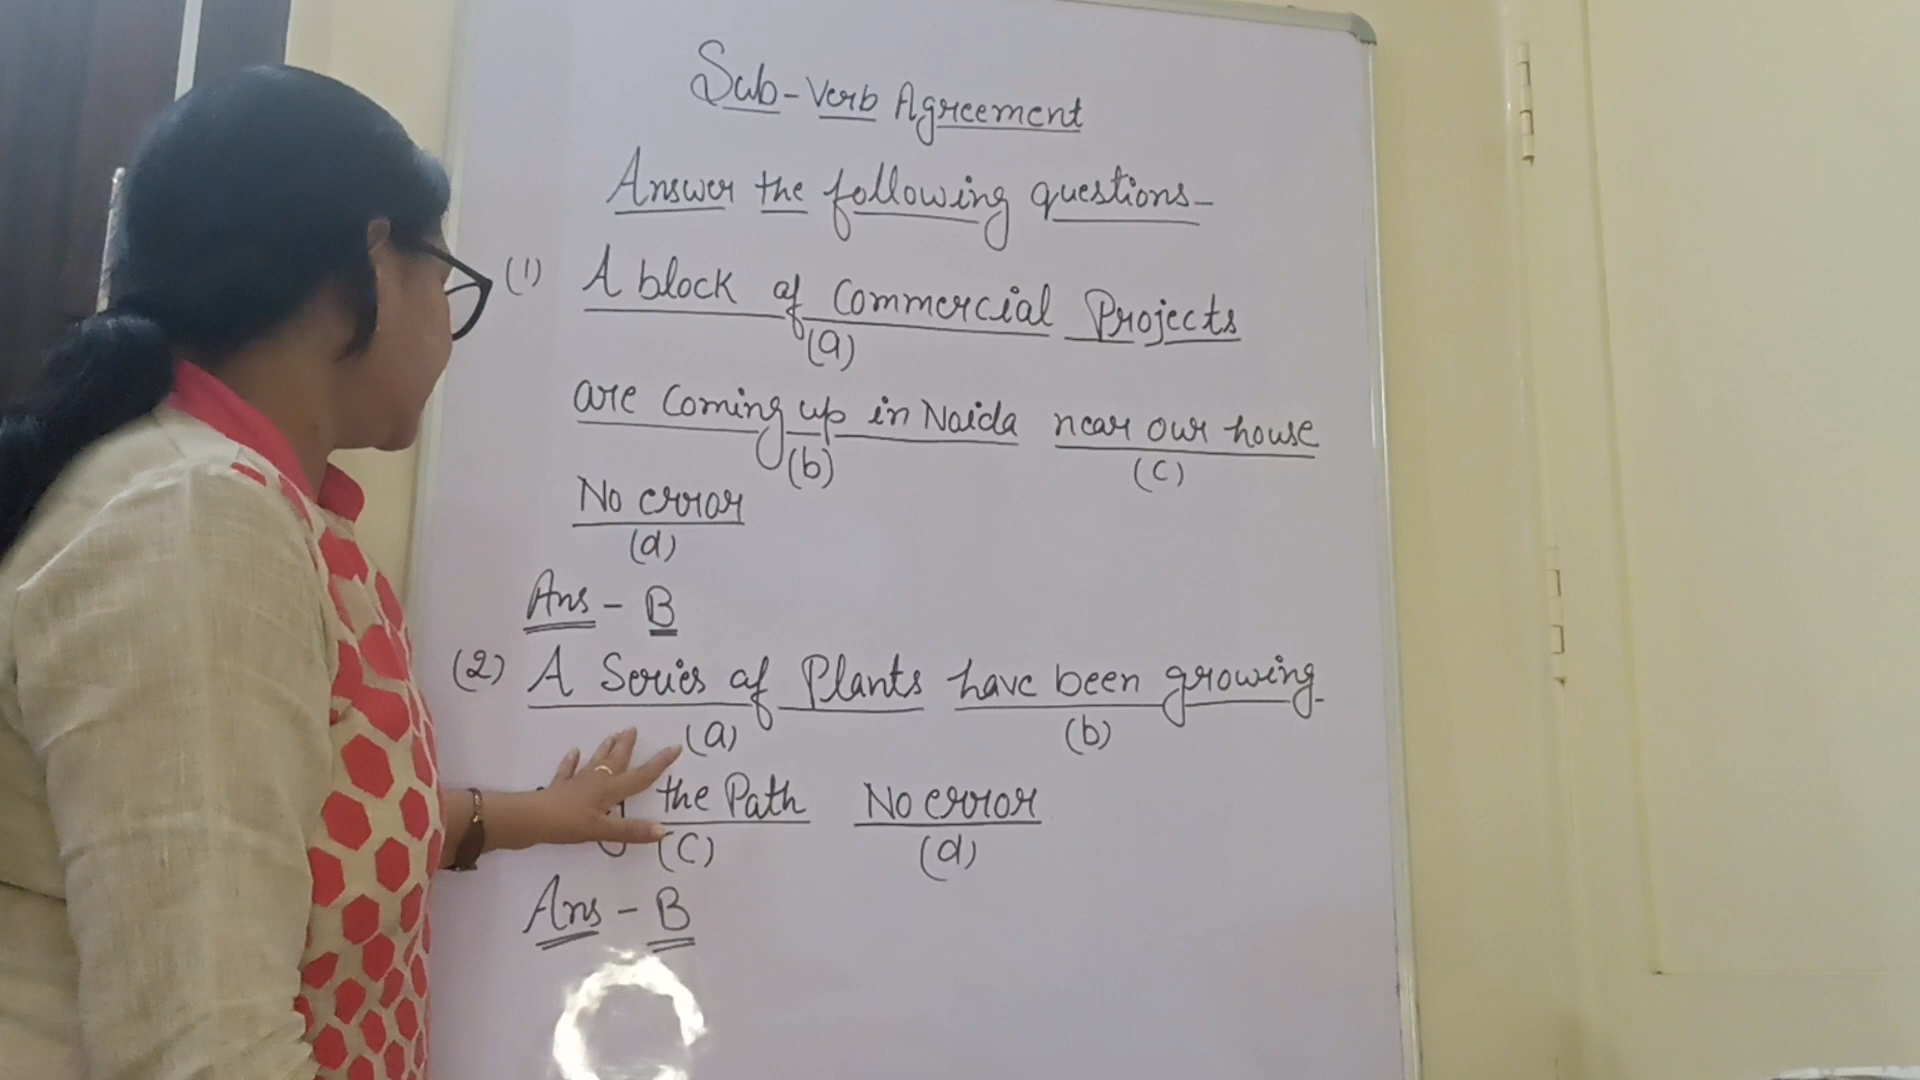 Sub-Verb Agreement
Answer the following questions-
(1) A block of Commercial Projects
(a)
are coming up in Noida near our house
(b) (c)
No error
(d)
Ans - B
(2) A Series of Plants have been growing
(a) (b)
the Path No error
(c) (d)
Ans - B